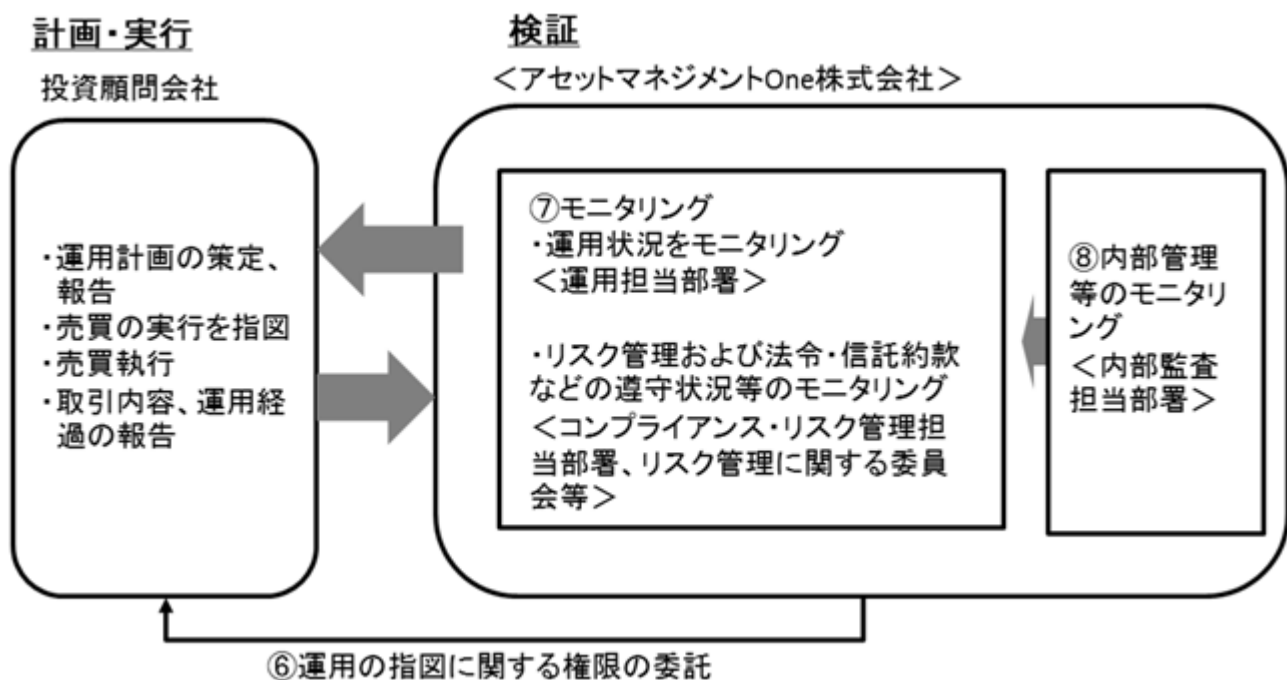 計画・実行
投資顧問会社
・運用計画の策定、
報告
・売買の実行を指図
・売買執行
・取引内容、運用経
過の報告
検証
＜アセットマネジメントOne株式会社＞
⑦モニタリング
・運用状況をモニタリング
＜運用担当部署＞
・リスク管理および法令・信託約款
などの遵守状況等のモニタリング
＜コンプライアンス・リスク管理担
当部署、リスク管理に関する委員
会等＞
⑧内部管理
等のモニタリ
ング
＜内部監査
担当部署＞
⑥運用の指図に関する権限の委託